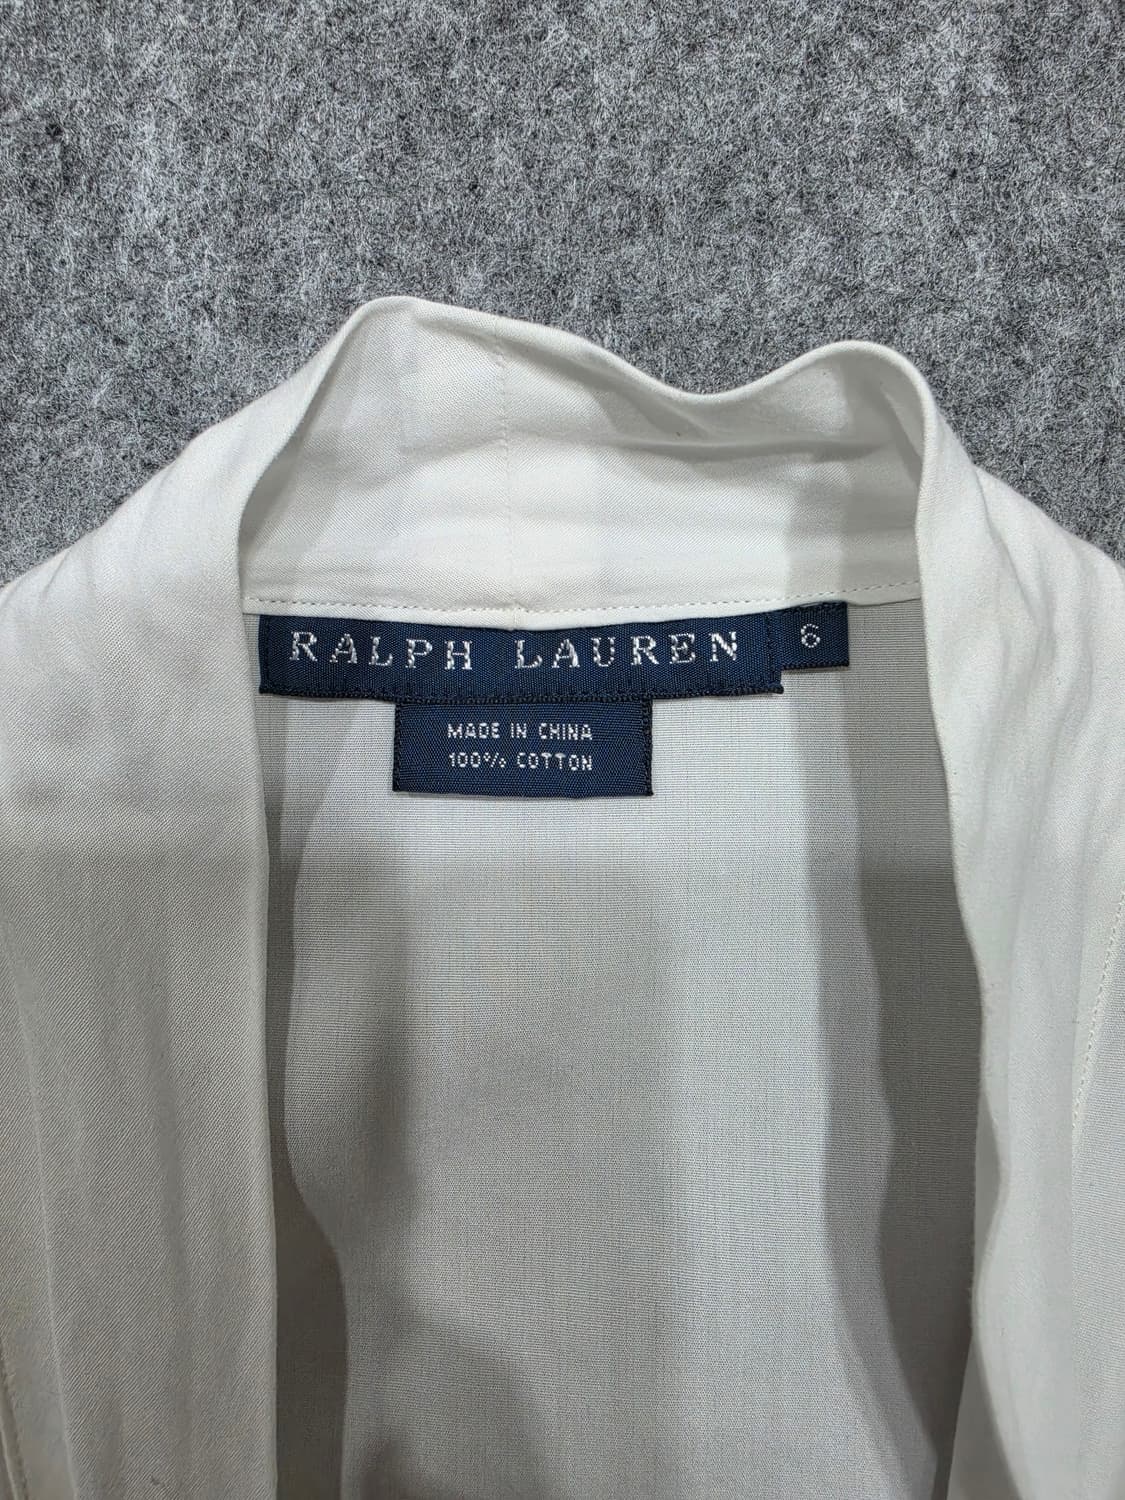 RALPH LAUREN
6
MADE IN CHINA
100% COTTON